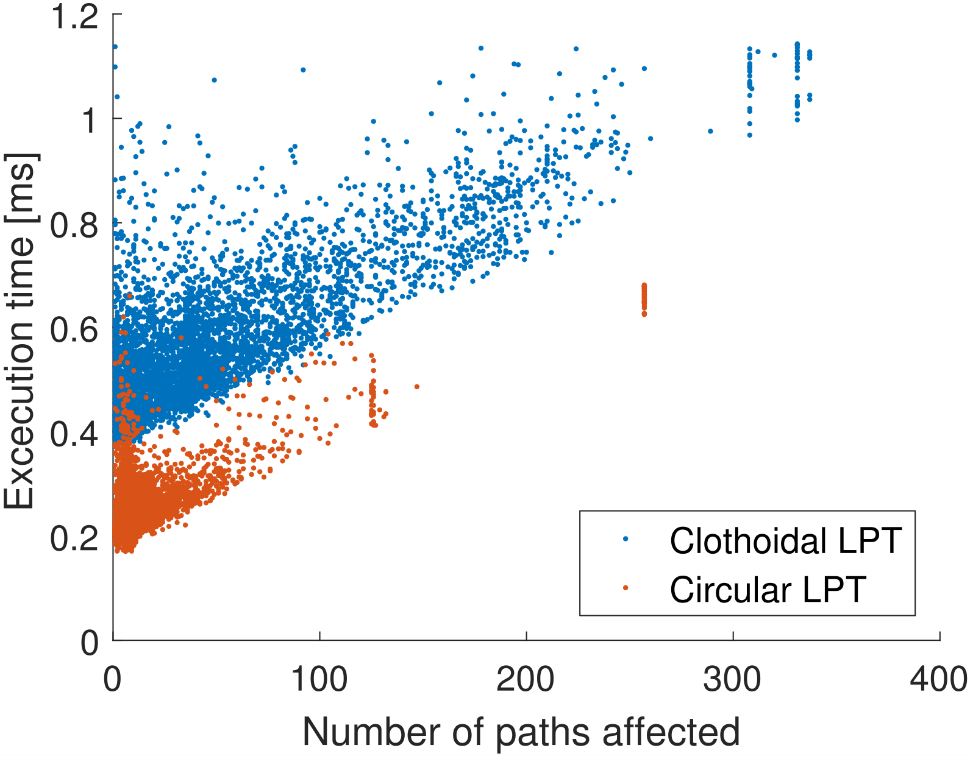 1.2
1
0.8
0.6
0.4
0.2
0
Excecution time [ms]
Clothoidal LPT
Circular LPT
0 100 200 300 400
Number of paths affected